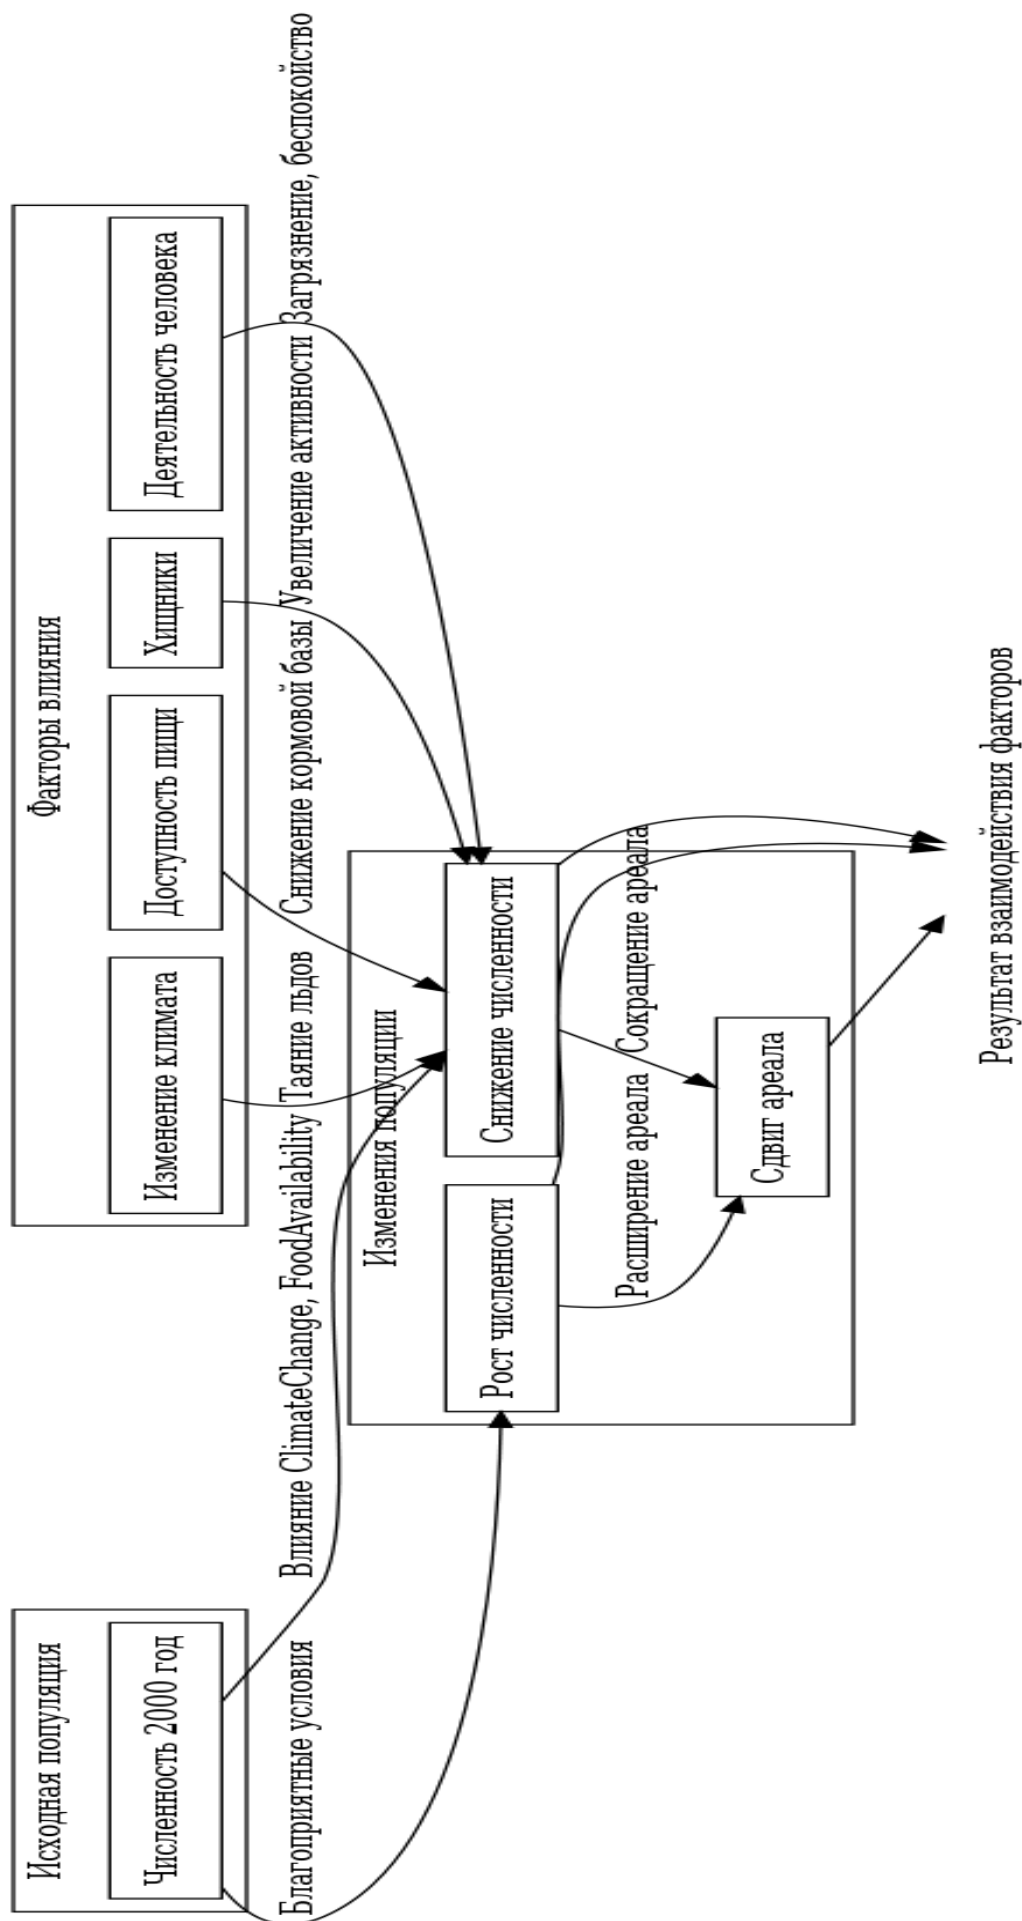 Исходная популяция
Численность 2000 год
Факторы влияния
Изменение климата
Доступность пищи
Хищники
Деятельность человека
Благоприятные условия
Влияние ClimateChange, FoodAvailability
Таяние льдов
Снижение кормовой базы
Увеличение активности
Загрязнение, беспокойство
Изменения популяции
Рост численности
Снижение численности
Расширение ареала
Сокращение ареала
Сдвиг ареала
Результат взаимодействия факторов